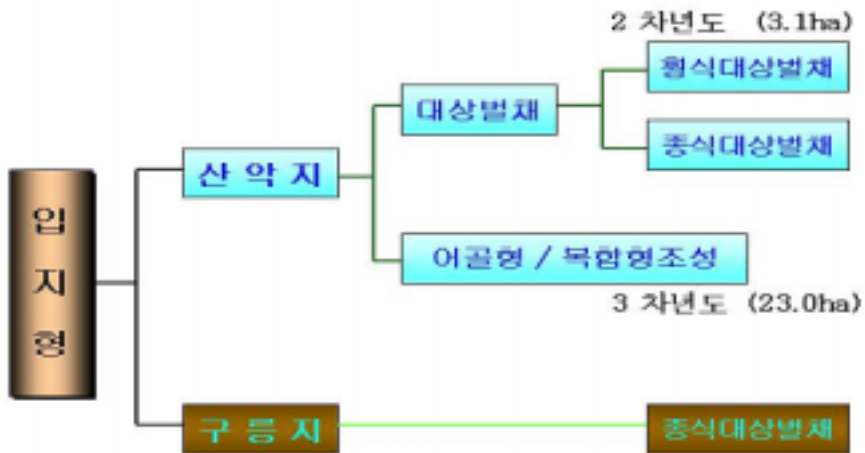 2 차년도 (3.1ha)
횡식대상벌채
대상벌채
종식대상벌채
산 악 지
입
지
형
어골형 / 복합형조성
3 차년도 (23.0ha)
구 릉 지
종식대상벌채